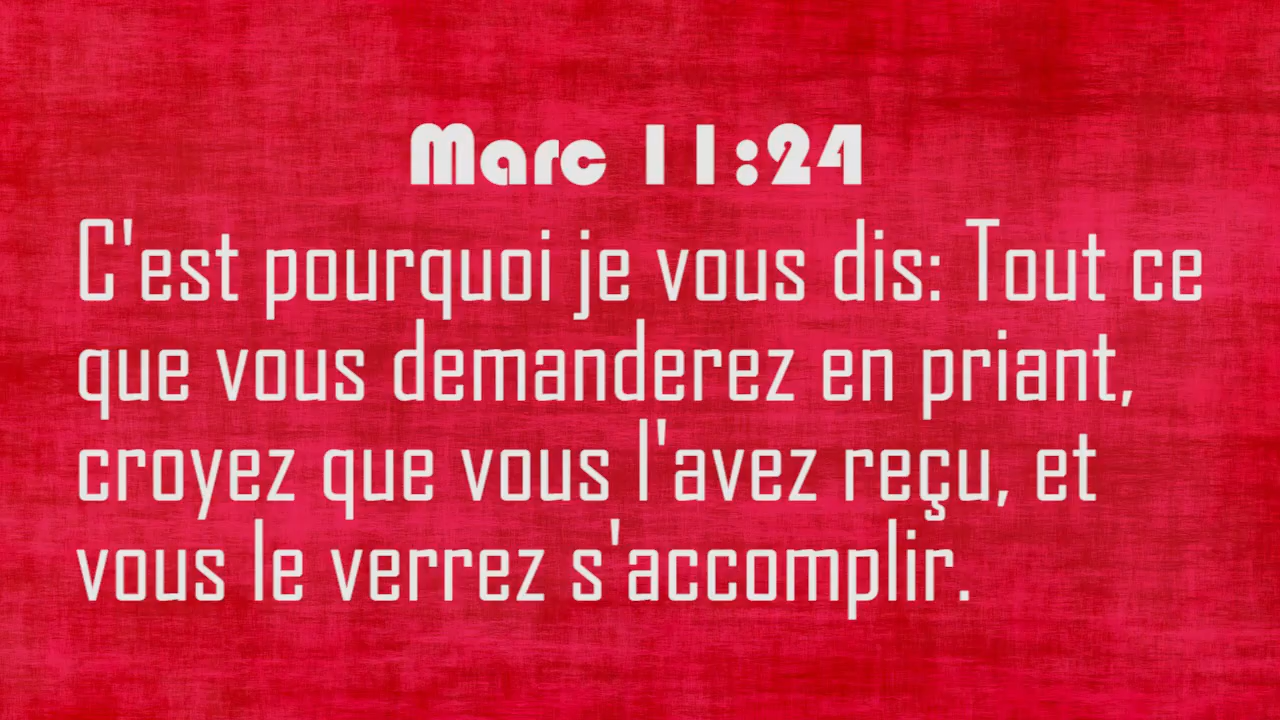 Marc 11:24
C'est pourquoi je vous dis: Tout ce
que vous demanderez en priant,
croyez que vous l'avez reçu, et
vous le verrez s'accomplir.